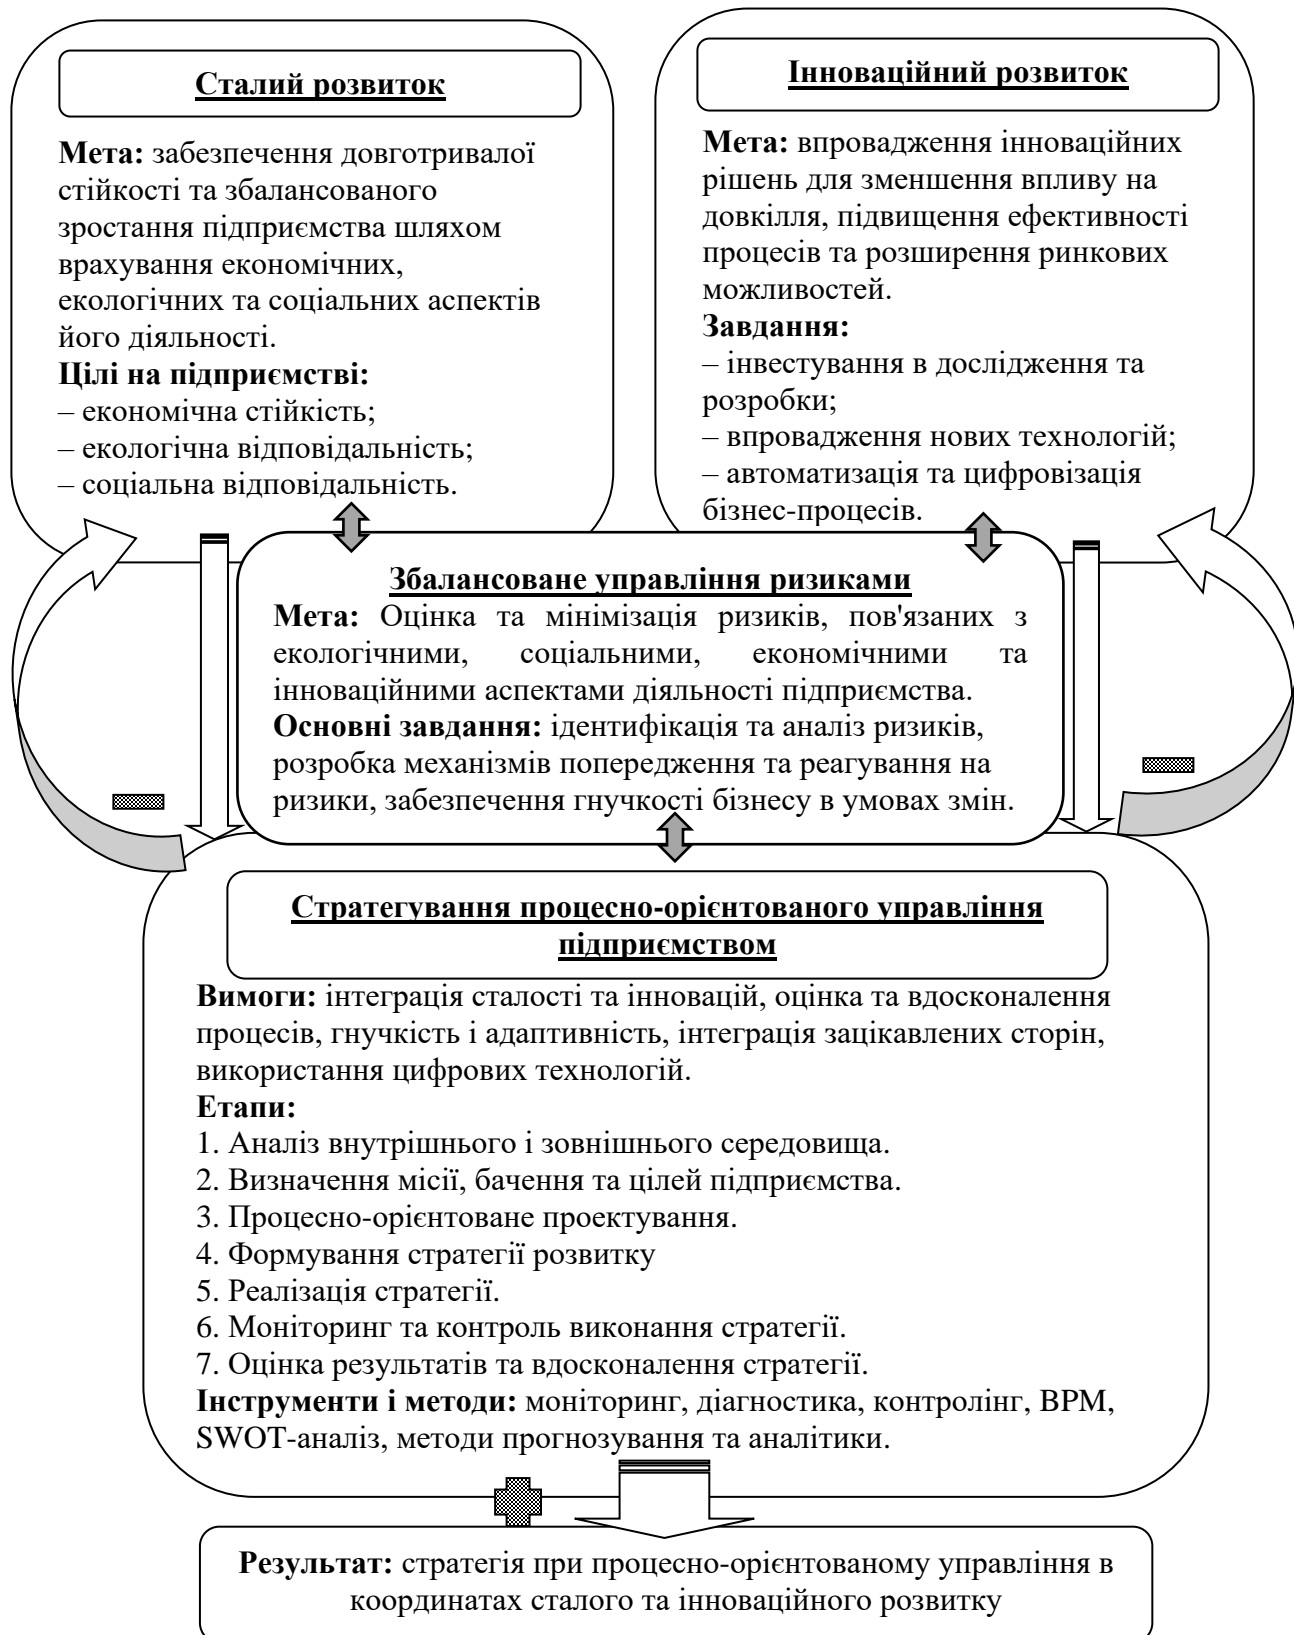 Сталий розвиток
Мета: забезпечення довготривалої
стійкості та збалансованого
зростання підприємства шляхом
врахування економічних,
екологічних та соціальних аспектів
його діяльності.
Цілі на підприємстві:
– економічна стійкість;
– екологічна відповідальність;
– соціальна відповідальність.
Інноваційний розвиток
Мета: впровадження інноваційних
рішень для зменшення впливу на
довкілля, підвищення ефективності
процесів та розширення ринкових
можливостей.
Завдання:
– інвестування в дослідження та
розробки;
– впровадження нових технологій;
– автоматизація та цифровізація
бізнес-процесів.
Збалансоване управління ризиками
Мета: Оцінка та мінімізація ризиків, пов'язаних з
екологічними, соціальними, економічними та
інноваційними аспектами діяльності підприємства.
Основні завдання: ідентифікація та аналіз ризиків,
розробка механізмів попередження та реагування на
ризики, забезпечення гнучкості бізнесу в умовах змін.
Стратегування процесно-орієнтованого управління
підприємством
Вимоги: інтеграція сталості та інновацій, оцінка та вдосконалення
процесів, гнучкість і адаптивність, інтеграція зацікавлених сторін,
використання цифрових технологій.
Етапи:
1. Аналіз внутрішнього і зовнішнього середовища.
2. Визначення місії, бачення та цілей підприємства.
3. Процесно-орієнтоване проектування.
4. Формування стратегії розвитку
5. Реалізація стратегії.
6. Моніторинг та контроль виконання стратегії.
7. Оцінка результатів та вдосконалення стратегії.
Інструменти і методи: моніторинг, діагностика, контролінг, BPM,
SWOT-аналіз, методи прогнозування та аналітики.
Результат: стратегія при процесно-орієнтованому управління в
координатах сталого та інноваційного розвитку